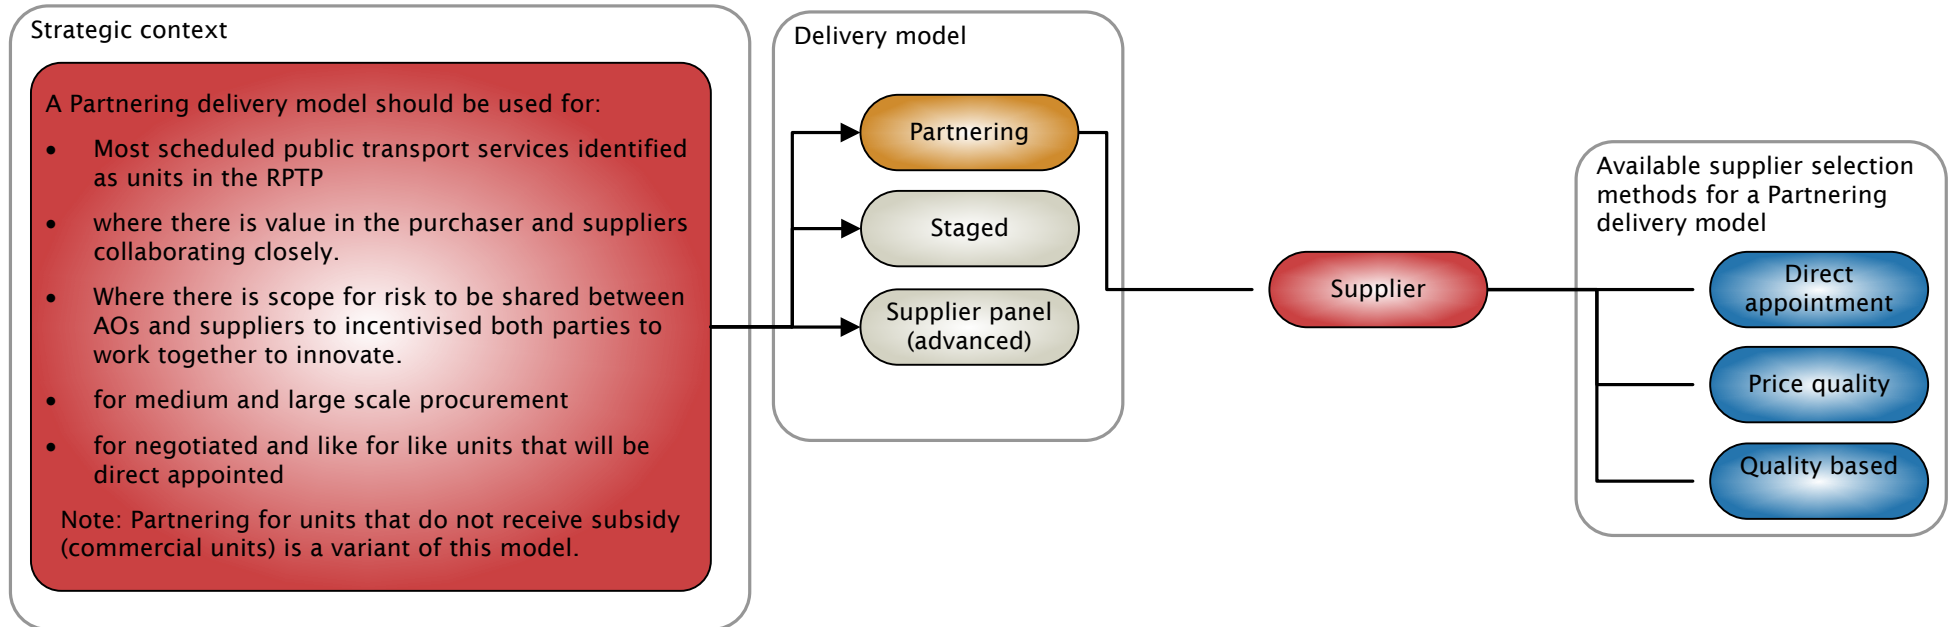 Strategic context
A Partnering delivery model should be used for:
• Most scheduled public transport services identified
as units in the RPTP
• where there is value in the purchaser and suppliers
collaborating closely.
• Where there is scope for risk to be shared between
AOs and suppliers to incentivised both parties to
work together to innovate.
• for medium and large scale procurement
• for negotiated and like for like units that will be
direct appointed
Note: Partnering for units that do not receive subsidy
(commercial units) is a variant of this model.
Delivery model
Partnering
Staged
Supplier panel
(advanced)
Supplier
Available supplier selection
methods for a Partnering
delivery model
Direct
appointment
Price quality
Quality based